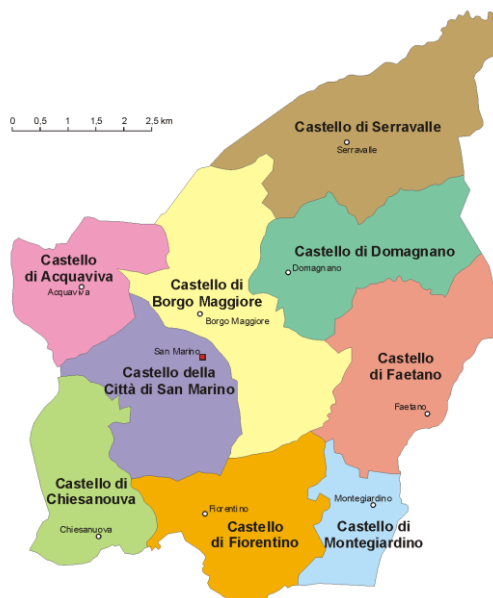 0 0,5 1 1,5 2 2,5 km
Castello di Serravalle
Serravalle
Castello di Domagnano
Domagnano
Castello
di Acquaviva
Acquaviva
Castello di
Borgo Maggiore
Borgo Maggiore
San Marino
Castello della
Città di San Marino
Castello
di Faetano
Faetano
Castello di
Chiesanouva
Chiesanuova
Fiorentino
Castello
di Fiorentino
Montegiardino
Castello di
Montegiardino